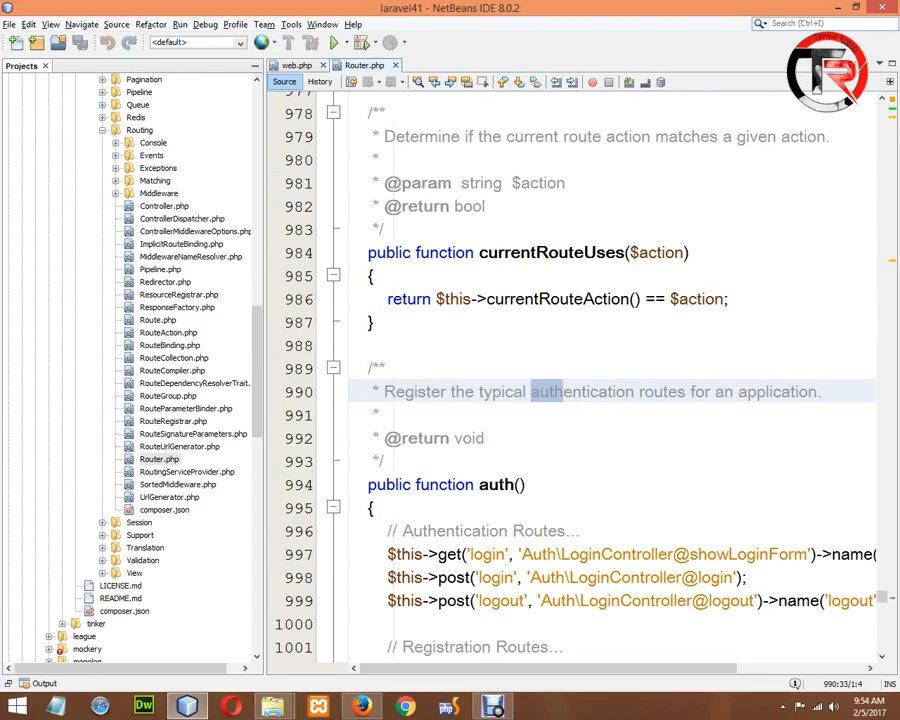 laravel41 - NetBeans IDE 8.0.2
File Edit View Navigate Source Refactor Run Debug Profile Team Tools Window Help
Search (Ctrl+I)
<default>
Projects
web.php
Router.php
Source History
Pagination
Pipeline
Queue
Redis
Routing
Console
Events
Exceptions
Matching
Middleware
Controller.php
ControllerDispatcher.php
ControllerMiddlewareOptions.php
ImplicitRouteBinding.php
MiddlewareNameResolver.php
Pipeline.php
Redirector.php
ResourceRegistrar.php
ResponseFactory.php
Route.php
RouteAction.php
RouteBinding.php
RouteCollection.php
RouteCompiler.php
RouteDependencyResolverTrait.
RouteGroup.php
RouteParameterBinder.php
RouteRegistrar.php
RouteSignatureParameters.php
RouteUrlGenerator.php
Router.php
RoutingServiceProvider.php
SortedMiddleware.php
UrlGenerator.php
composer.json
Session
Support
Translation
Validation
View
LICENSE.md
README.md
composer.json
tinker
league
mockery
monolog
977
978 /**
979 * Determine if the current route action matches a given action.
980 *
981 * @param string $action
982 * @return bool
983 */
984 public function currentRouteUses($action)
985 {
986 return $this->currentRouteAction() == $action;
987 }
988
989 /**
990 * Register the typical authentication routes for an application.
991 *
992 * @return void
993 */
994 public function auth()
995 {
996 // Authentication Routes...
997 $this->get('login', 'Auth\LoginController@showLoginForm')->name(
998 $this->post('login', 'Auth\LoginController@login');
999 $this->post('logout', 'Auth\LoginController@logout')->name('logout'
1000
1001 // Registration Routes...
Output
990:33/1:4 INS
Dw
php
9:54 AM
2/5/2017